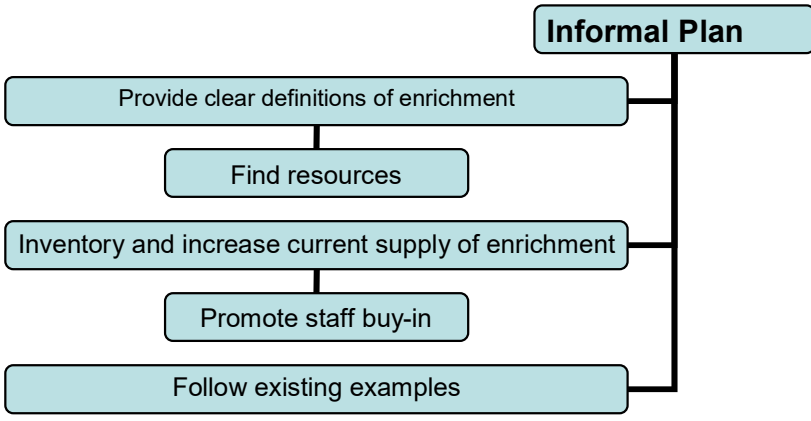 Informal Plan
Provide clear definitions of enrichment
Find resources
Inventory and increase current supply of enrichment
Promote staff buy-in
Follow existing examples